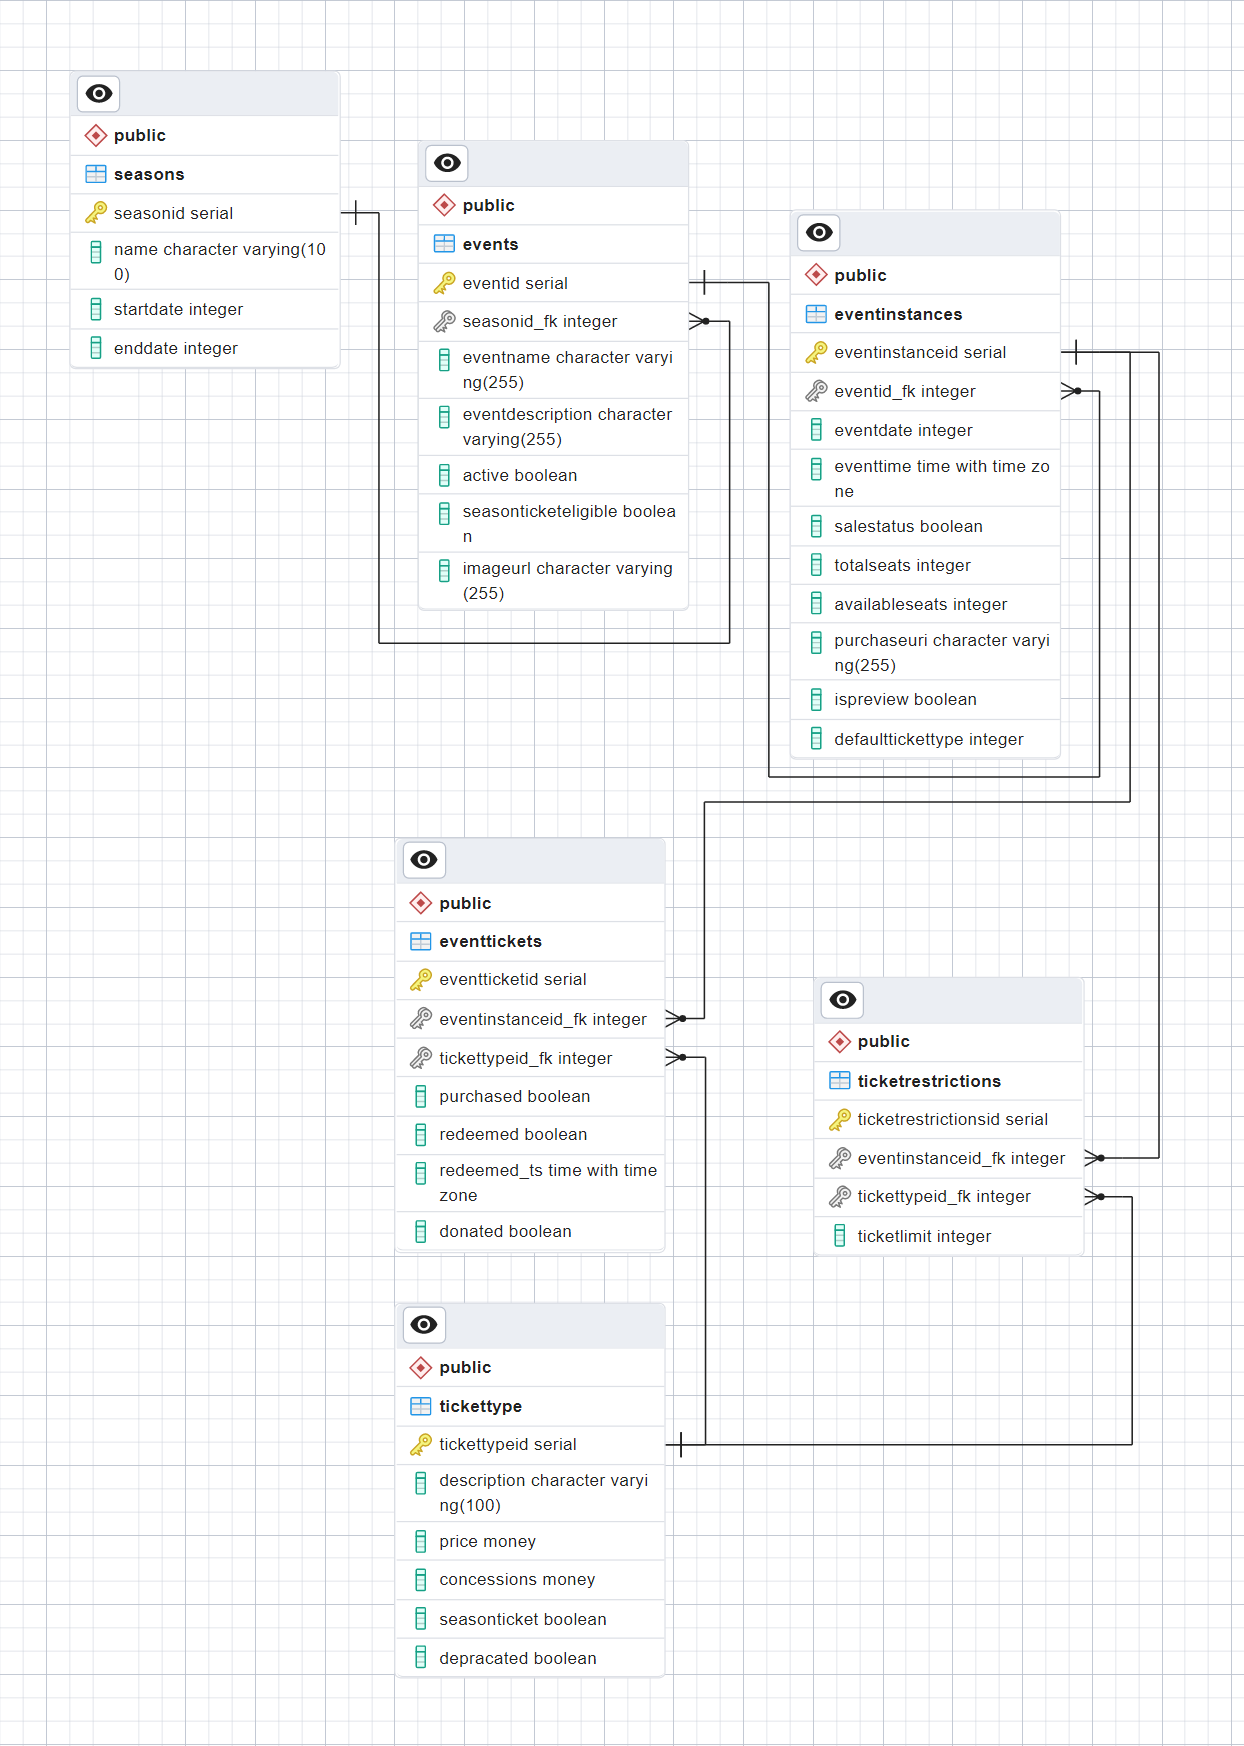 public
seasons
seasonid serial
name character varying(10
0)
startdate integer
enddate integer
public
events
eventid serial
seasonid_fk integer
eventname character varyi
ng(255)
eventdescription character
varying(255)
active boolean
seasonticketeligible boolea
n
imageurl character varying
(255)
public
eventinstances
eventinstanceid serial
eventid_fk integer
eventdate integer
eventtime time with time zo
ne
salestatus boolean
totalseats integer
availableseats integer
purchaseuri character varyi
ng(255)
ispreview boolean
defaulttickettype integer
public
eventtickets
eventticketid serial
eventinstanceid_fk integer
tickettypeid_fk integer
purchased boolean
redeemed boolean
redeemed_ts time with time
zone
donated boolean
public
ticketrestrictions
ticketrestrictionsid serial
eventinstanceid_fk integer
tickettypeid_fk integer
ticketlimit integer
public
tickettype
tickettypeid serial
description character varyi
ng(100)
price money
concessions money
seasonticket boolean
depracated boolean